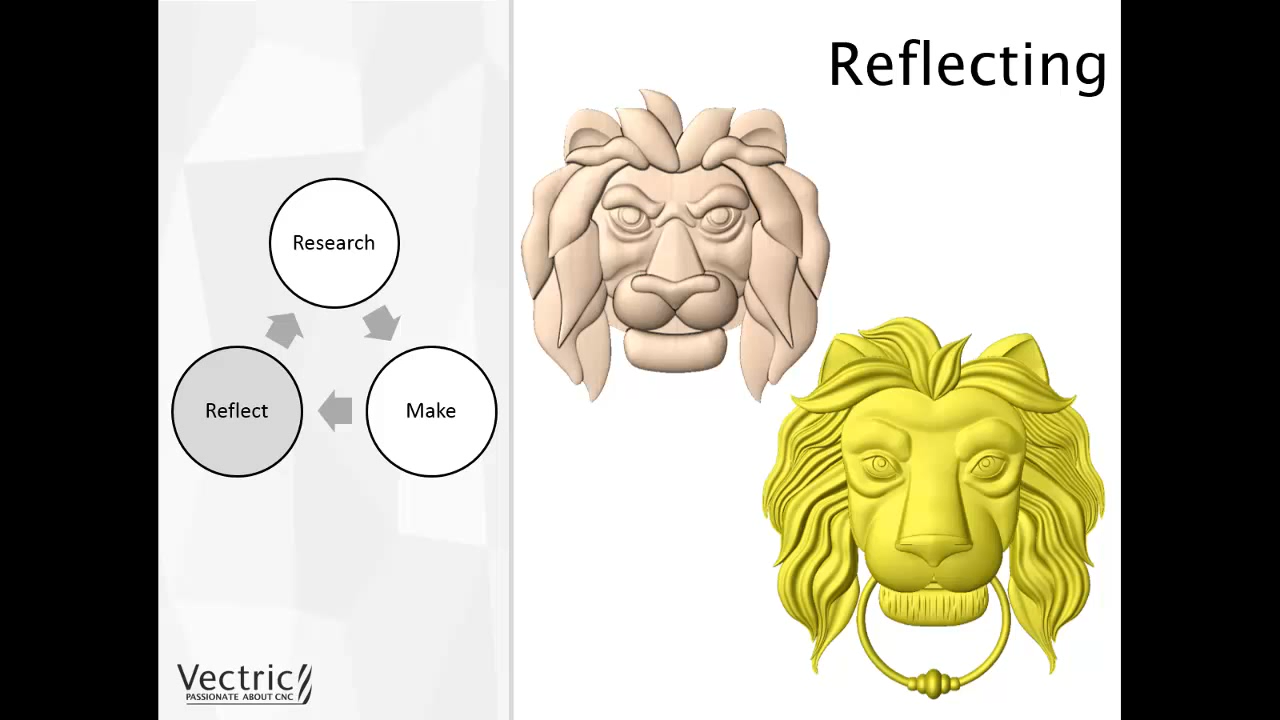 Reflecting
Research
Reflect
Make
Vectric
PASSIONATE ABOUT CNC